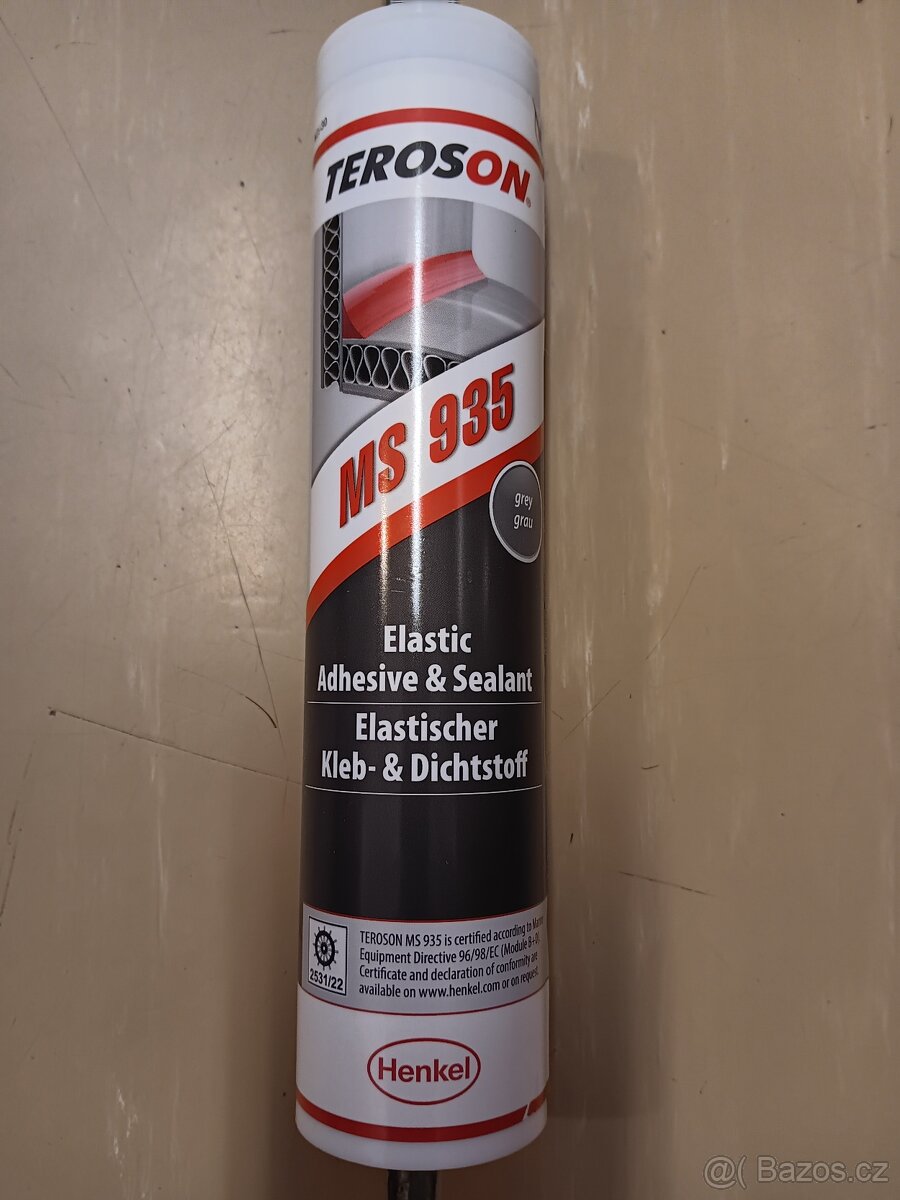 TEROSON
MS 935
grey
grau
Elastic
Adhesive & Sealant
Elastischer
Kleb- & Dichtstoff
TEROSON MS 935 is certified according to Marine
Equipment Directive 96/98/EC (Module B+D).
Certificate and declaration of conformity are
available on www.henkel.com or on request.
2531/22
Henkel
@( Bazos.cz